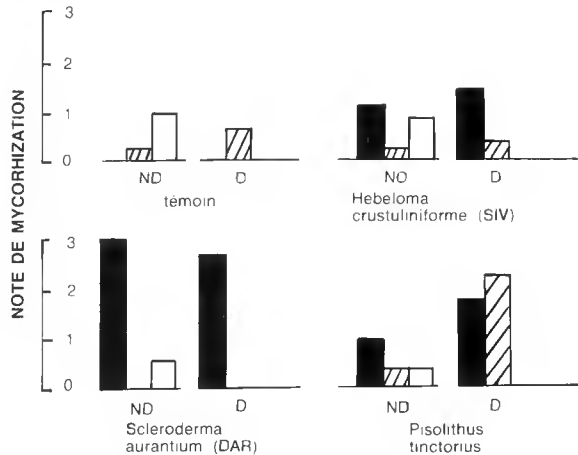 NOTE DE MYCORHIZATION
3
2
1
0
ND D
témoin
ND D
Hebeloma
crustuliniforme (SIV)
3
2
1
0
ND D
Scleroderma
aurantium (DAR)
ND D
Pisolithus
tinctorius